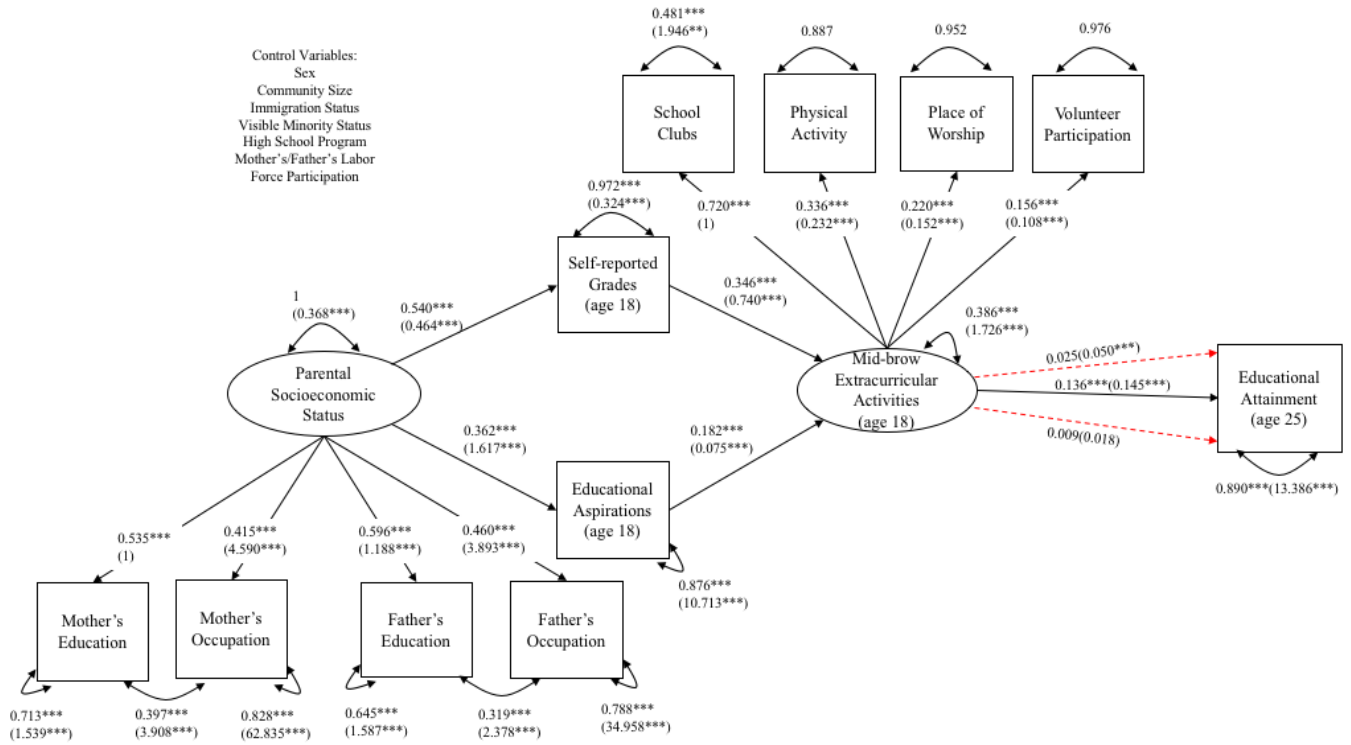 0.481***
(1.946**)
0.887
0.952
0.976
Control Variables:
Sex
Community Size
Immigration Status
Visible Minority Status
High School Program
Mother's/Father's Labor
Force Participation
School
Clubs
Physical
Activity
Place of
Worship
Volunteer
Participation
0.972***
(0.324***)
0.720***
(1)
0.336***
(0.232***)
0.220***
(0.152***)
0.156***
(0.108***)
Self-reported
Grades
(age 18)
1
(0.368***)
0.540***
(0.464***)
0.346***
(0.740***)
0.386***
(1.726***)
Parental
Socioeconomic
Status
Mid-brow
Extracurricular
Activities
(age 18)
0.025(0.050***)
0.136***(0.145***)
0.009(0.018)
Educational
Attainment
(age 25)
0.890***(13.386***)
0.362***
(1.617***)
0.182***
(0.075***)
Educational
Aspirations
(age 18)
0.876***
(10.713***)
0.535***
(1)
0.415***
(4.590***)
0.596***
(1.188***)
0.460***
(3.893***)
Mother's
Education
Mother's
Occupation
Father's
Education
Father's
Occupation
0.713***
(1.539***)
0.397***
(3.908***)
0.828***
(62.835***)
0.645***
(1.587***)
0.319***
(2.378***)
0.788***
(34.958***)